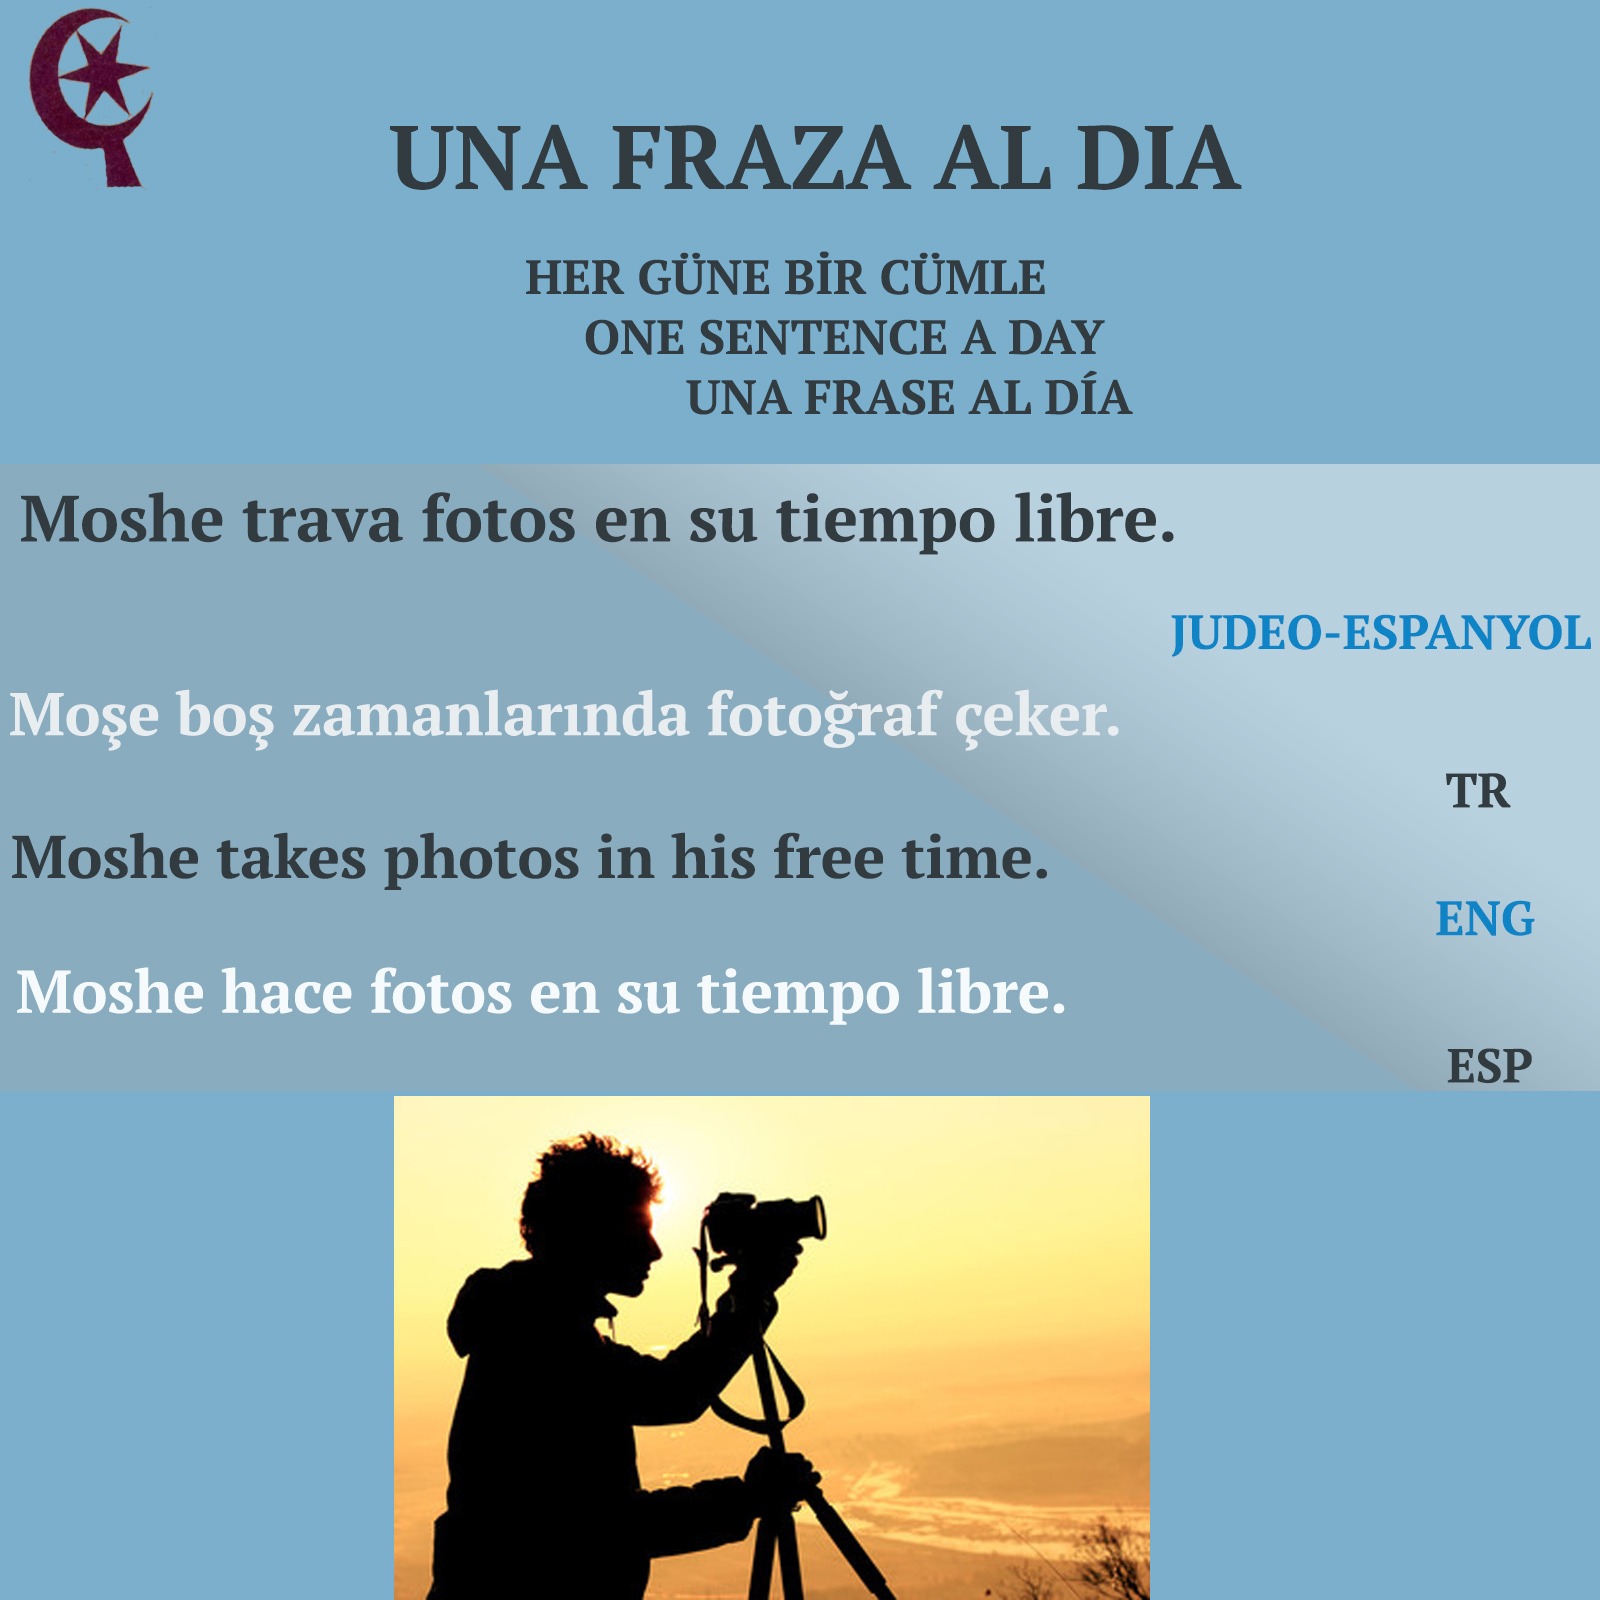 UNA FRAZA AL DIA
HER GÜNE BİR CÜMLE
ONE SENTENCE A DAY
UNA FRASE AL DÍA
Moshe trava fotos en su tiempo libre.
JUDEO-ESPANYOL
Moşe boş zamanlarında fotoğraf çeker.
TR
Moshe takes photos in his free time.
ENG
Moshe hace fotos en su tiempo libre.
ESP